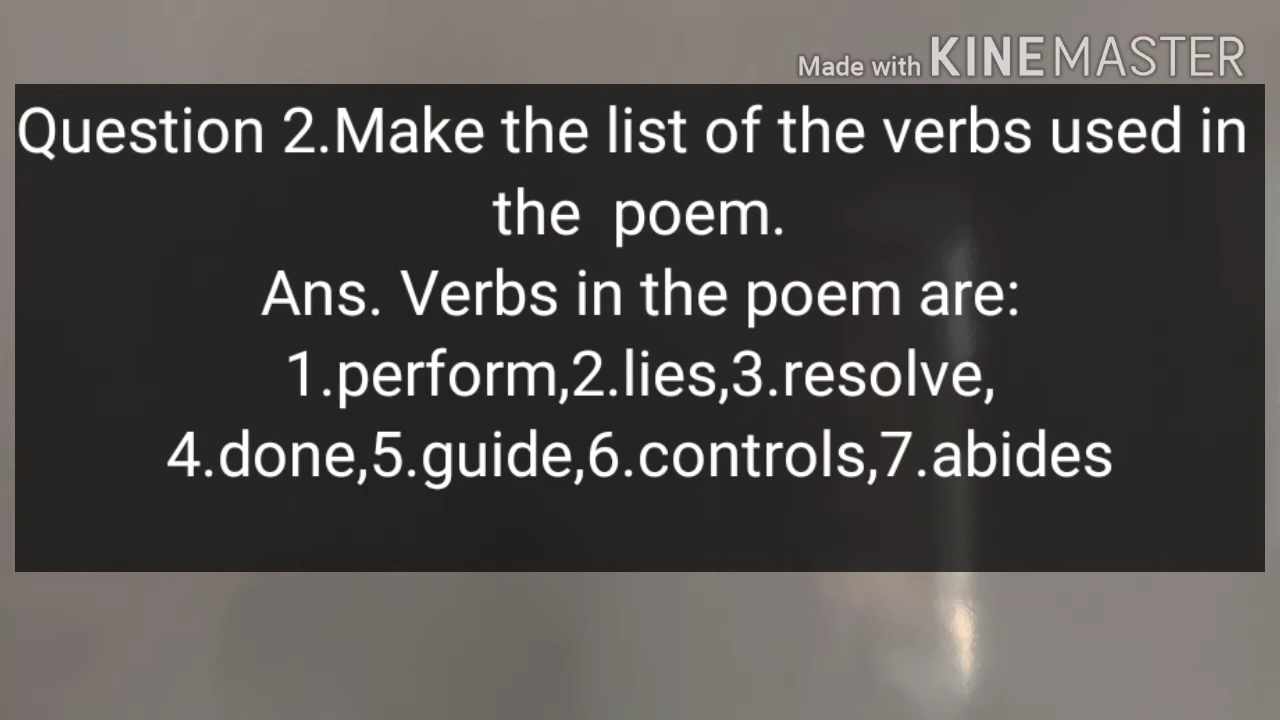 Made with KINEMASTER
Question 2.Make the list of the verbs used in
the poem.
Ans. Verbs in the poem are:
1.perform,2.lies,3.resolve,
4.done,5.guide,6.controls,7.abides